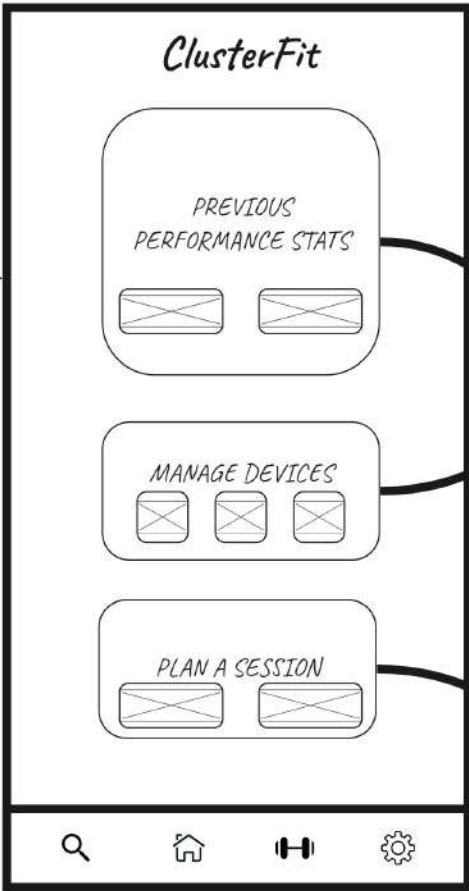 ClusterFit
PREVIOUS
PERFORMANCE STATS
MANAGE DEVICES
PLAN A SESSION